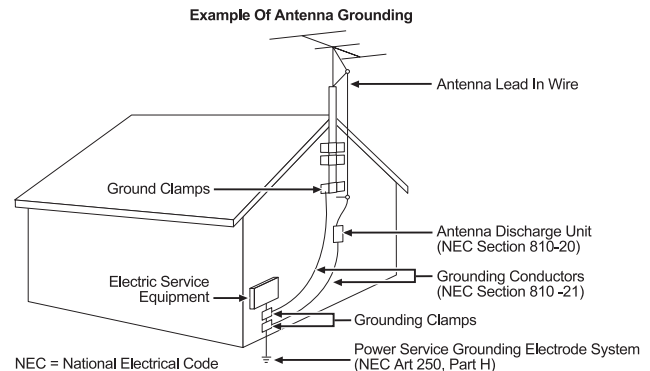 Example Of Antenna Grounding
Antenna Lead In Wire
Ground Clamps
Antenna Discharge Unit
(NEC Section 810-20)
Electric Service
Equipment
Grounding Conductors
(NEC Section 810 -21)
Grounding Clamps
Power Service Grounding Electrode System
(NEC Art 250, Part H)
NEC = National Electrical Code